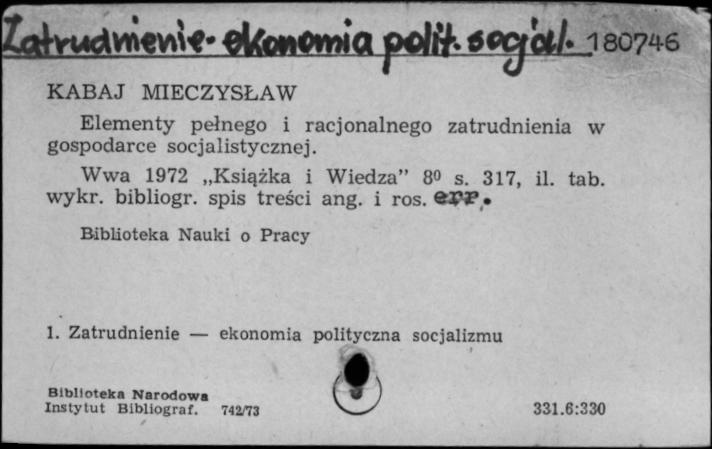 Zatrudnienie - ekonomia polit. socjal. 180746
KABAJ MIECZYSŁAW
Elementy pełnego i racjonalnego zatrudnienia w
gospodarce socjalistycznej.
Wwa 1972 „Książka i Wiedza” 8⁰ s. 317, il. tab.
wykr. bibliogr. spis treści ang. i ros. err.
Biblioteka Nauki o Pracy
1. Zatrudnienie — ekonomia polityczna socjalizmu
Biblioteka Narodowa
Instytut Bibliograf. 742/73 331.6:330